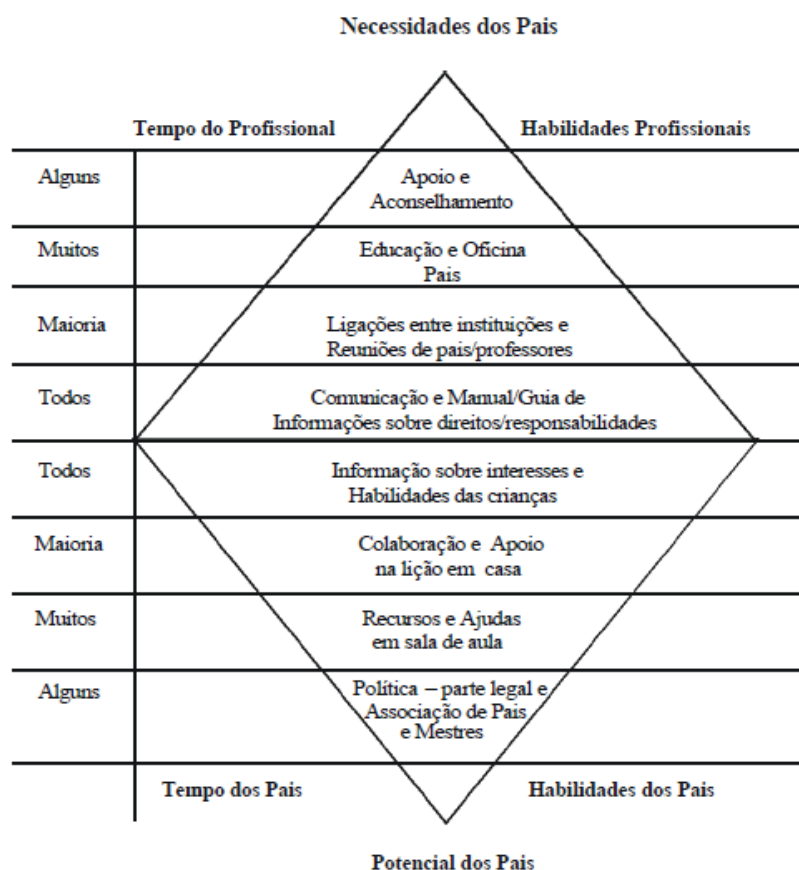 Necessidades dos Pais
Tempo do Profissional
Habilidades Profissionais
Alguns
Apoio e
Aconselhamento
Muitos
Educação e Oficina
Pais
Maioria
Ligações entre instituições e
Reuniões de pais/professores
Todos
Comunicação e Manual/Guia de
Informações sobre direitos/responsabilidades
Todos
Informação sobre interesses e
Habilidades das crianças
Maioria
Colaboração e Apoio
na lição em casa
Muitos
Recursos e Ajudas
em sala de aula
Alguns
Política – parte legal e
Associação de Pais
e Mestres
Tempo dos Pais
Habilidades dos Pais
Potencial dos Pais